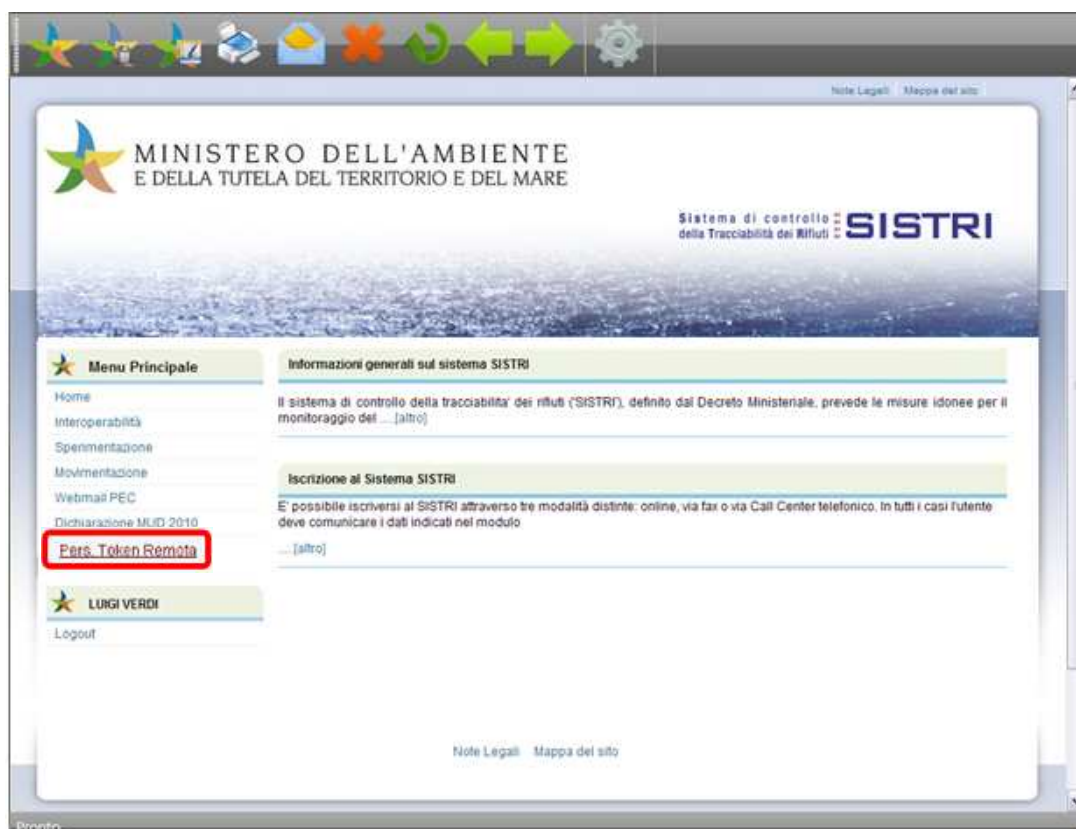 Note Legali Mappa del sito
MINISTERO DELL'AMBIENTE
E DELLA TUTELA DEL TERRITORIO E DEL MARE
Sistema di controllo
della Tracciabilità dei Rifiuti
SISTRI
Menu Principale
Home
Interoperabilità
Sperimentazione
Movimentazione
Webmail PEC
Dichiarazione MUD 2010
Pers. Token Remota
LUIGI VERDI
Logout
Informazioni generali sul sistema SISTRI
Il sistema di controllo della tracciabilita' dei rifiuti ('SISTRI'), definito dal Decreto Ministeriale, prevede le misure idonee per il
monitoraggio del ....[altro]
Iscrizione al Sistema SISTRI
E' possibile iscriversi al SISTRI attraverso tre modalità distinte: online, via fax o via Call Center telefonico. In tutti i casi l'utente
deve comunicare i dati indicati nel modulo
....[altro]
Note Legali Mappa del sito
Pronto